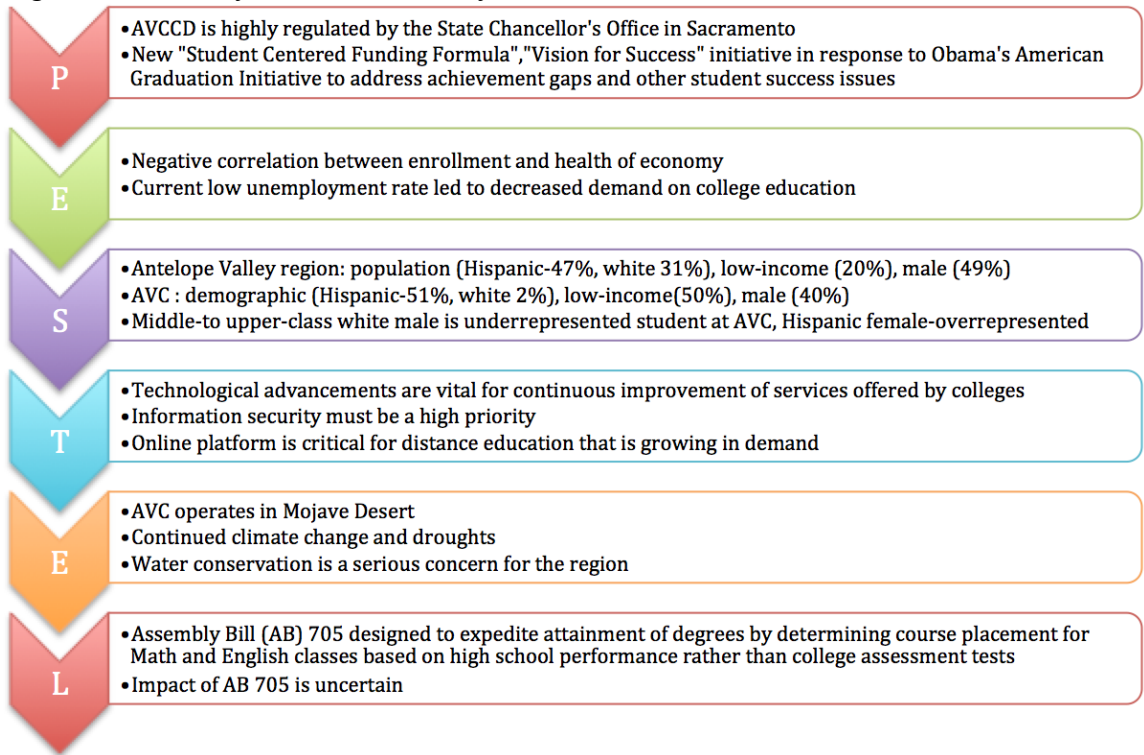 P
•AVCCD is highly regulated by the State Chancellor's Office in Sacramento
•New "Student Centered Funding Formula","Vision for Success" initiative in response to Obama's American
Graduation Initiative to address achievement gaps and other student success issues
E
•Negative correlation between enrollment and health of economy
•Current low unemployment rate led to decreased demand on college education
S
•Antelope Valley region: population (Hispanic-47%, white 31%), low-income (20%), male (49%)
•AVC : demographic (Hispanic-51%, white 2%), low-income(50%), male (40%)
•Middle-to upper-class white male is underrepresented student at AVC, Hispanic female-overrepresented
T
•Technological advancements are vital for continuous improvement of services offered by colleges
•Information security must be a high priority
•Online platform is critical for distance education that is growing in demand
E
•AVC operates in Mojave Desert
•Continued climate change and droughts
•Water conservation is a serious concern for the region
L
•Assembly Bill (AB) 705 designed to expedite attainment of degrees by determining course placement for
Math and English classes based on high school performance rather than college assessment tests
•Impact of AB 705 is uncertain